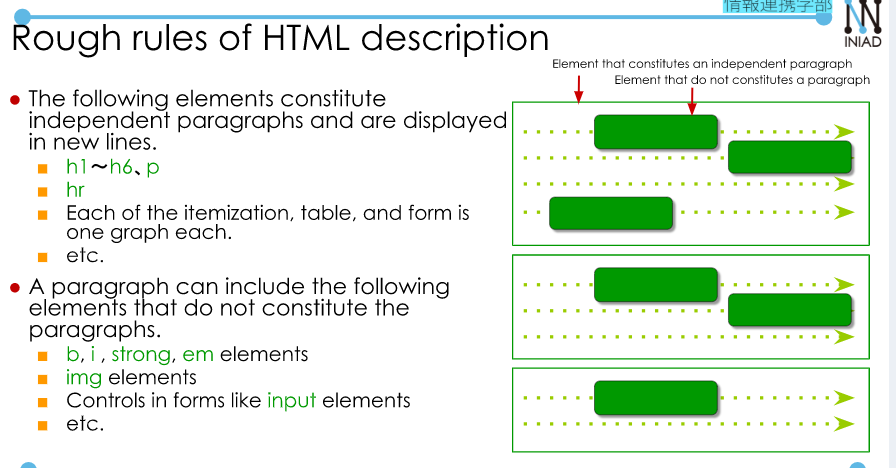 情報連携学部
INIAD
Rough rules of HTML description
Element that constitutes an independent paragraph
Element that do not constitutes a paragraph
The following elements constitute
independent paragraphs and are displayed
in new lines.
h1～h6、p
hr
Each of the itemization, table, and form is
one graph each.
etc.
A paragraph can include the following
elements that do not constitute the
paragraphs.
b, i , strong, em elements
img elements
Controls in forms like input elements
etc.